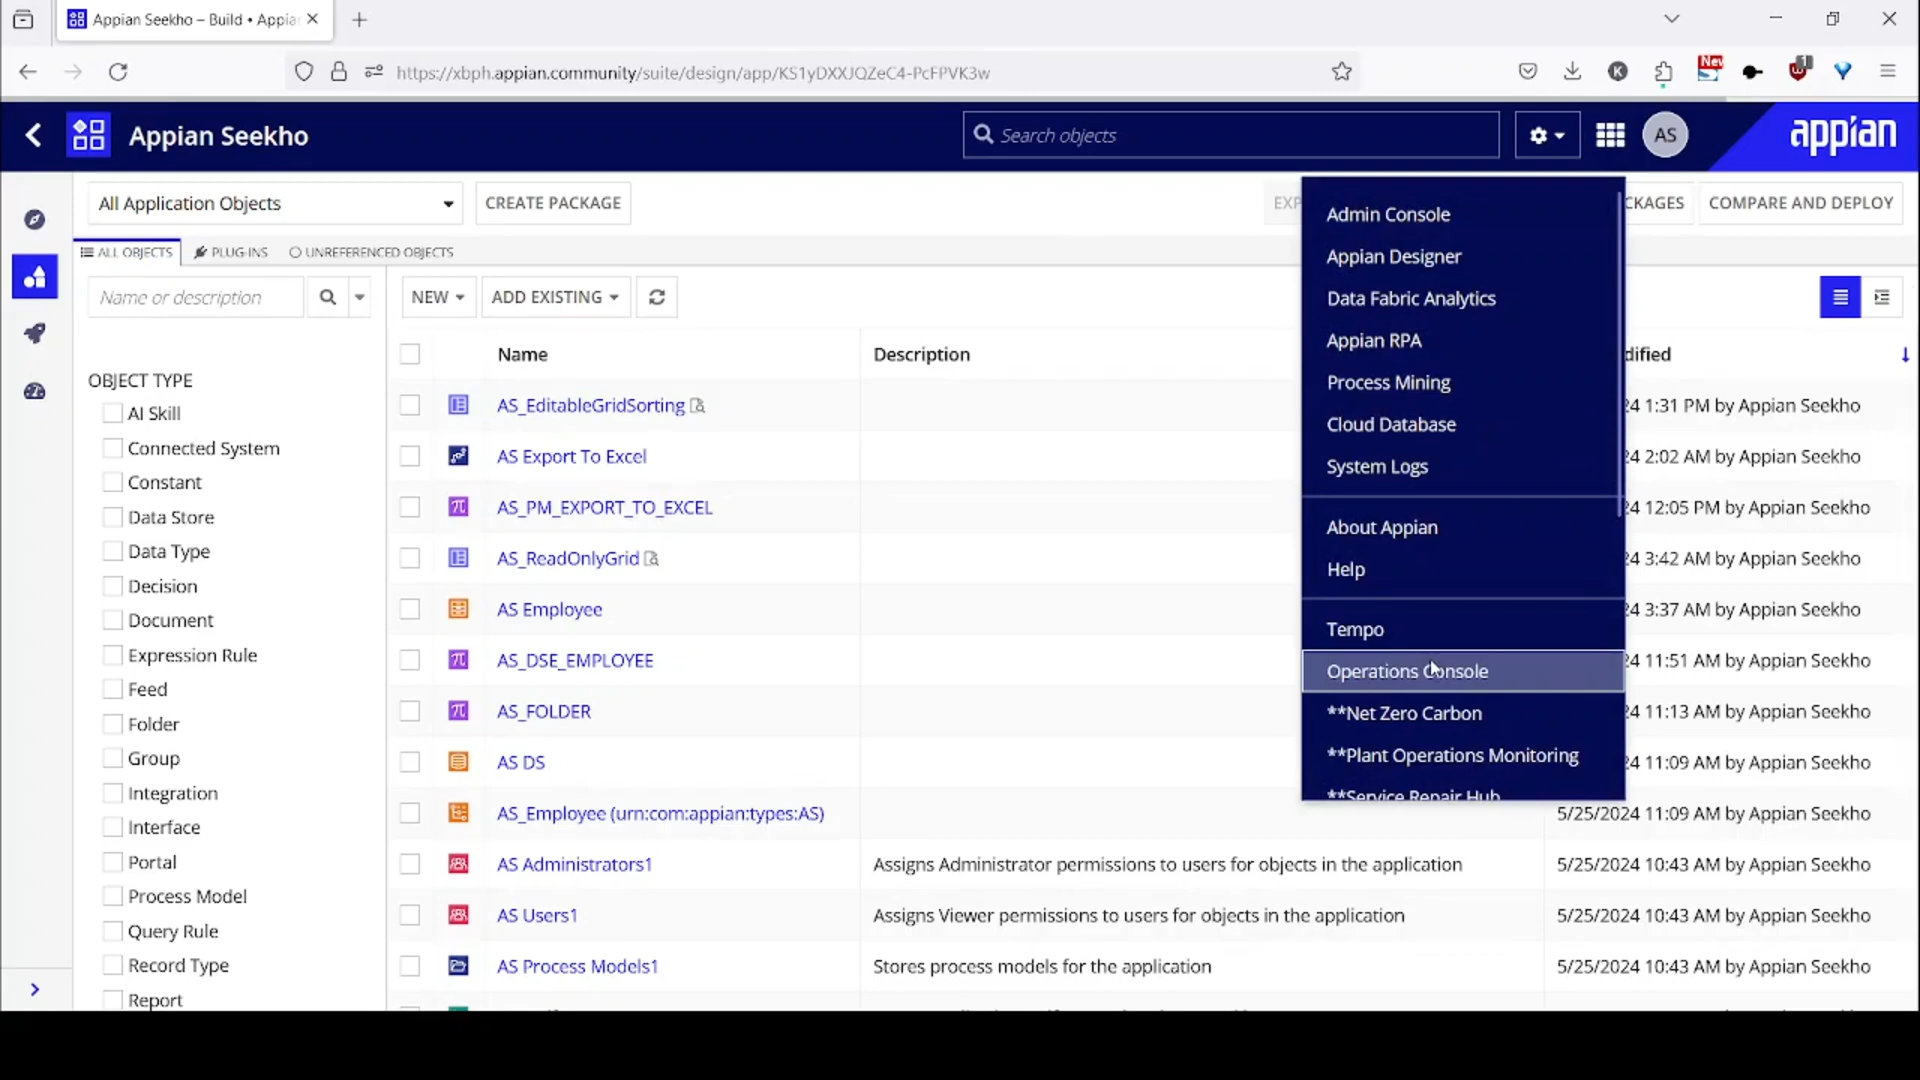 Appian Seekho – Build • Appia
https://xbph.appian.community/suite/design/app/KS1yDXXJQZeC4-PcFPVK3w
K
New
1
Appian Seekho
Search objects
AS
appian
All Application Objects
CREATE PACKAGE
EXP
CKAGES
COMPARE AND DEPLOY
ALL OBJECTS
PLUG-INS
UNREFERENCED OBJECTS
Name or description
NEW
ADD EXISTING
Name
Description
dified
OBJECT TYPE
AI Skill
Connected System
Constant
Data Store
Data Type
Decision
Document
Expression Rule
Feed
Folder
Group
Integration
Interface
Portal
Process Model
Query Rule
Record Type
Report
AS_EditableGridSorting
24 1:31 PM by Appian Seekho
AS Export To Excel
24 2:02 AM by Appian Seekho
AS_PM_EXPORT_TO_EXCEL
24 12:05 PM by Appian Seekho
AS_ReadOnlyGrid
24 3:42 AM by Appian Seekho
AS Employee
24 3:37 AM by Appian Seekho
AS_DSE_EMPLOYEE
24 11:51 AM by Appian Seekho
AS_FOLDER
24 11:13 AM by Appian Seekho
AS DS
24 11:09 AM by Appian Seekho
AS_Employee (urn:com:appian:types:AS)
5/25/2024 11:09 AM by Appian Seekho
AS Administrators1
Assigns Administrator permissions to users for objects in the application
5/25/2024 10:43 AM by Appian Seekho
AS Users1
Assigns Viewer permissions to users for objects in the application
5/25/2024 10:43 AM by Appian Seekho
AS Process Models1
Stores process models for the application
5/25/2024 10:43 AM by Appian Seekho
Admin Console
Appian Designer
Data Fabric Analytics
Appian RPA
Process Mining
Cloud Database
System Logs
About Appian
Help
Tempo
Operations Console
**Net Zero Carbon
**Plant Operations Monitoring
**Service Repair Hub